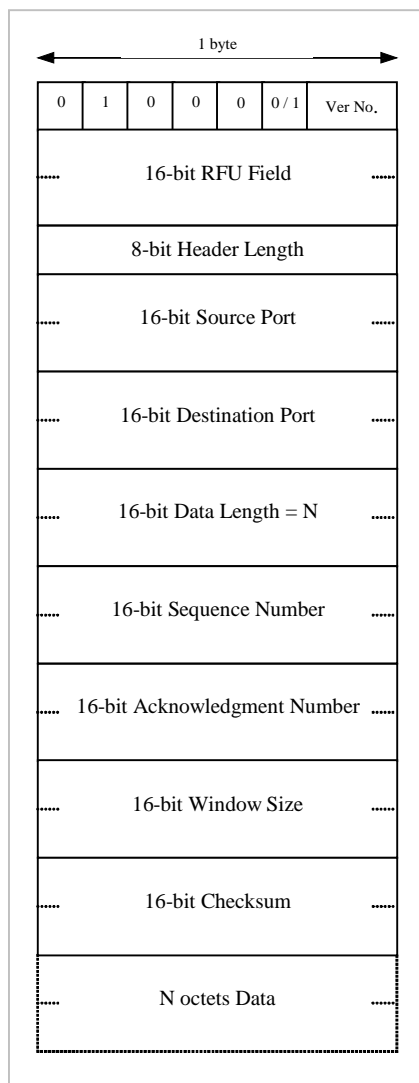 1 byte
0 1 0 0 0 0 / 1 Ver No.
16-bit RFU Field
8-bit Header Length
16-bit Source Port
16-bit Destination Port
16-bit Data Length = N
16-bit Sequence Number
16-bit Acknowledgment Number
16-bit Window Size
16-bit Checksum
N octets Data